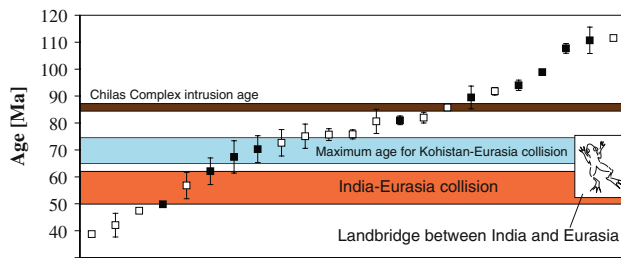 Age [Ma]
120
110
100
90
80
70
60
50
40
Chilas Complex intrusion age
Maximum age for Kohistan-Eurasia collision
India-Eurasia collision
Landbridge between India and Eurasia